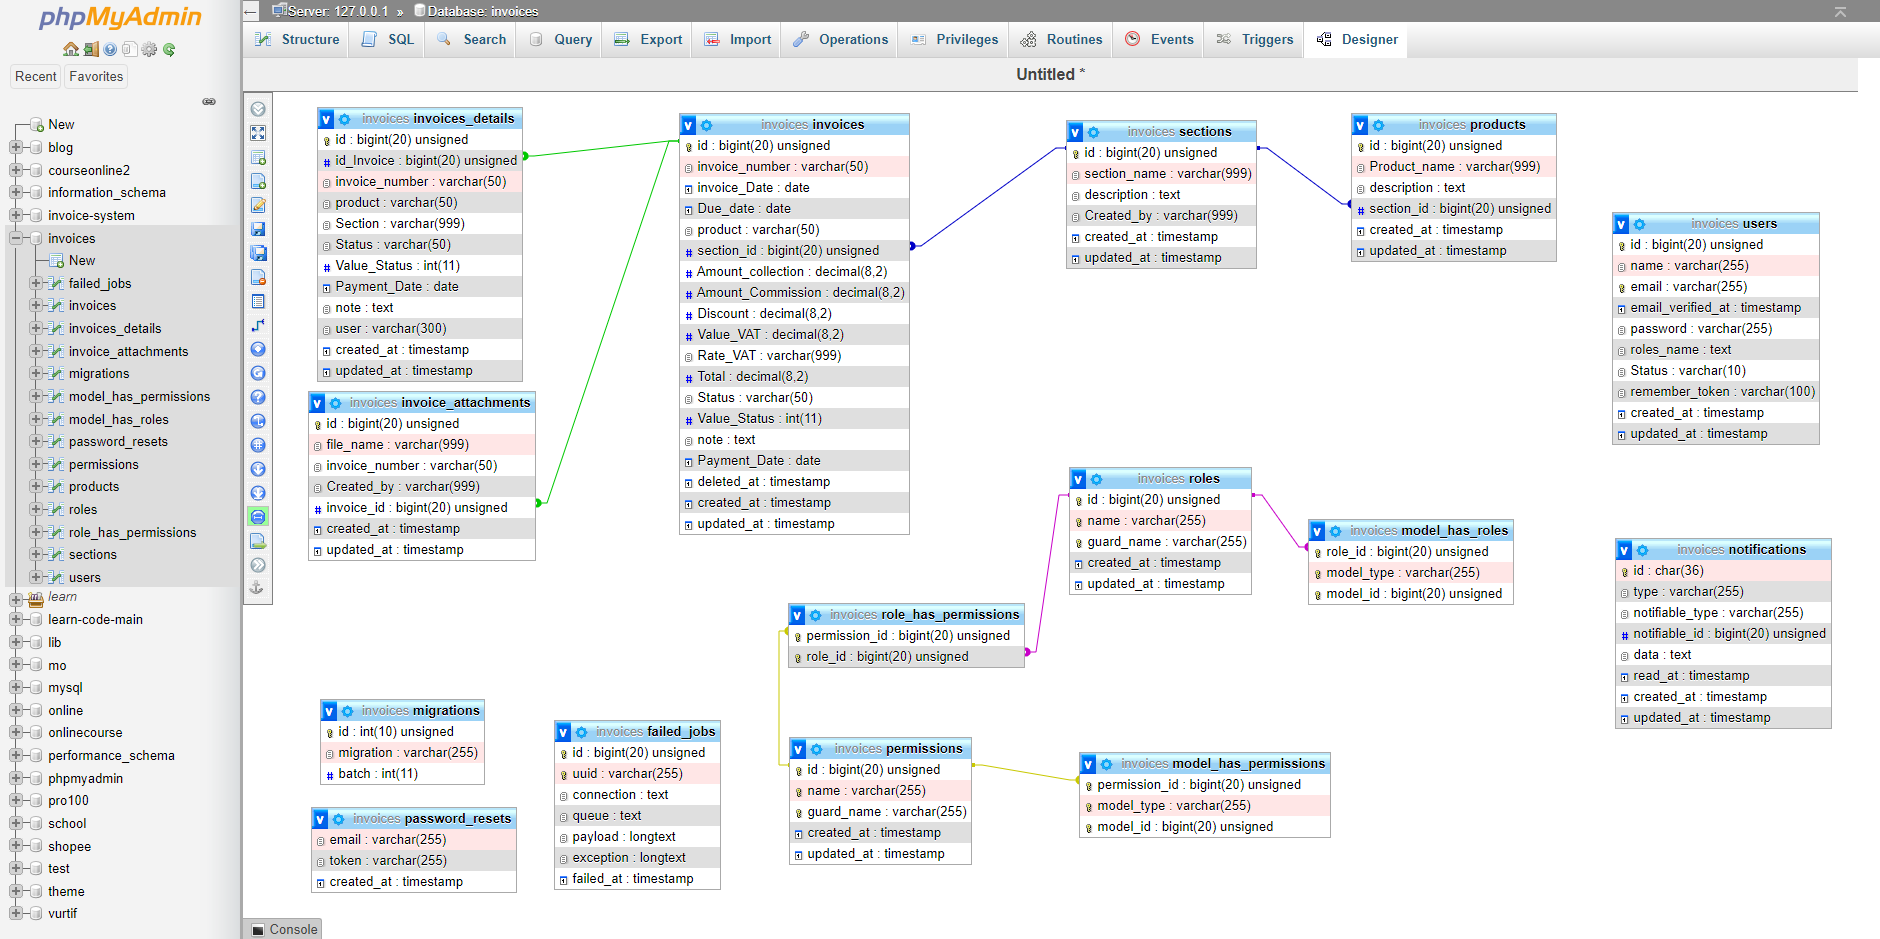 phpMyAdmin
Recent
Favorites
New
blog
courseonline2
information_schema
invoice-system
invoices
New
failed_jobs
invoices
invoices_details
invoice_attachments
migrations
model_has_permissions
model_has_roles
password_resets
permissions
products
roles
role_has_permissions
sections
users
learn
learn-code-main
lib
mo
mysql
online
onlinecourse
performance_schema
phpmyadmin
pro100
school
shopee
test
theme
vurtif
Server: 127.0.0.1 » Database: invoices
Structure SQL Search Query Export Import Operations Privileges Routines Events Triggers Designer
Untitled *
invoices invoices_details
id : bigint(20) unsigned
id_Invoice : bigint(20) unsigned
invoice_number : varchar(50)
product : varchar(50)
Section : varchar(999)
Status : varchar(50)
Value_Status : int(11)
Payment_Date : date
note : text
user : varchar(300)
created_at : timestamp
updated_at : timestamp
invoices invoice_attachments
id : bigint(20) unsigned
file_name : varchar(999)
invoice_number : varchar(50)
Created_by : varchar(999)
invoice_id : bigint(20) unsigned
created_at : timestamp
updated_at : timestamp
invoices invoices
id : bigint(20) unsigned
invoice_number : varchar(50)
invoice_Date : date
Due_date : date
product : varchar(50)
section_id : bigint(20) unsigned
Amount_collection : decimal(8,2)
Amount_Commission : decimal(8,2)
Discount : decimal(8,2)
Value_VAT : decimal(8,2)
Rate_VAT : varchar(999)
Total : decimal(8,2)
Status : varchar(50)
Value_Status : int(11)
note : text
Payment_Date : date
deleted_at : timestamp
created_at : timestamp
updated_at : timestamp
invoices sections
id : bigint(20) unsigned
section_name : varchar(999)
description : text
Created_by : varchar(999)
created_at : timestamp
updated_at : timestamp
invoices products
id : bigint(20) unsigned
Product_name : varchar(999)
description : text
section_id : bigint(20) unsigned
created_at : timestamp
updated_at : timestamp
invoices users
id : bigint(20) unsigned
name : varchar(255)
email : varchar(255)
email_verified_at : timestamp
password : varchar(255)
roles_name : text
Status : varchar(10)
remember_token : varchar(100)
created_at : timestamp
updated_at : timestamp
invoices roles
id : bigint(20) unsigned
name : varchar(255)
guard_name : varchar(255)
created_at : timestamp
updated_at : timestamp
invoices model_has_roles
role_id : bigint(20) unsigned
model_type : varchar(255)
model_id : bigint(20) unsigned
invoices notifications
id : char(36)
type : varchar(255)
notifiable_type : varchar(255)
notifiable_id : bigint(20) unsigned
data : text
read_at : timestamp
created_at : timestamp
updated_at : timestamp
invoices role_has_permissions
permission_id : bigint(20) unsigned
role_id : bigint(20) unsigned
invoices migrations
id : int(10) unsigned
migration : varchar(255)
batch : int(11)
invoices failed_jobs
id : bigint(20) unsigned
uuid : varchar(255)
connection : text
queue : text
payload : longtext
exception : longtext
failed_at : timestamp
invoices permissions
id : bigint(20) unsigned
name : varchar(255)
guard_name : varchar(255)
created_at : timestamp
updated_at : timestamp
invoices model_has_permissions
permission_id : bigint(20) unsigned
model_type : varchar(255)
model_id : bigint(20) unsigned
invoices password_resets
email : varchar(255)
token : varchar(255)
created_at : timestamp
Console